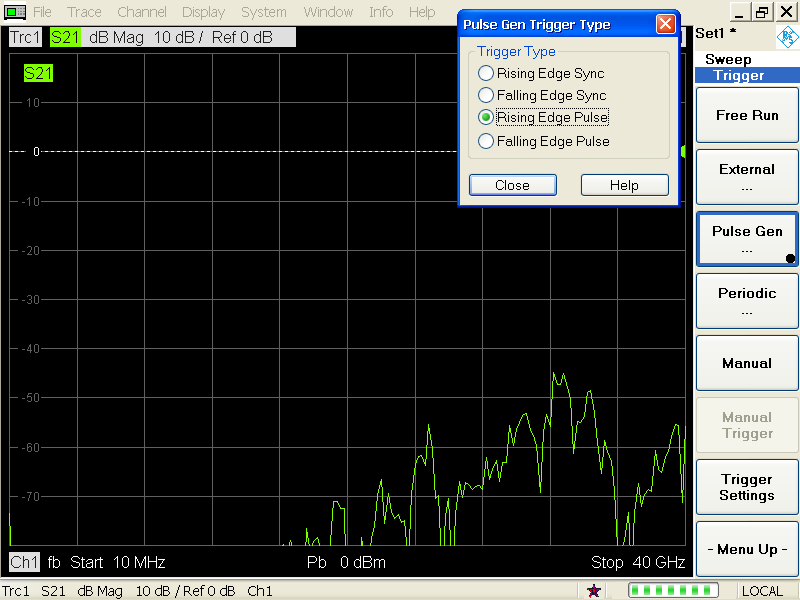 File Trace Channel Display System Window Info Help
Trc1 S21 dB Mag 10 dB / Ref 0 dB
Set1 *
S21
10
0
-10
-20
-30
-40
-50
-60
-70
Pulse Gen Trigger Type
Trigger Type
Rising Edge Sync
Falling Edge Sync
Rising Edge Pulse
Falling Edge Pulse
Close Help
Sweep
Trigger
Free Run
External
...
Pulse Gen
...
Periodic
...
Manual
Manual
Trigger
Trigger
Settings
- Menu Up -
Ch1 fb Start 10 MHz Pb 0 dBm Stop 40 GHz
Trc1 S21 dB Mag 10 dB / Ref 0 dB Ch1 LOCAL